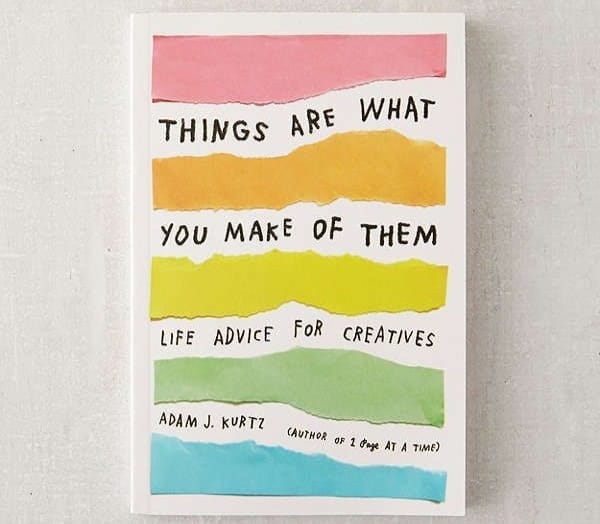 THINGS ARE WHAT
YOU MAKE OF THEM
LIFE ADVICE FOR CREATIVES
ADAM J. KURTZ (AUTHOR OF 1 Page AT A TIME)